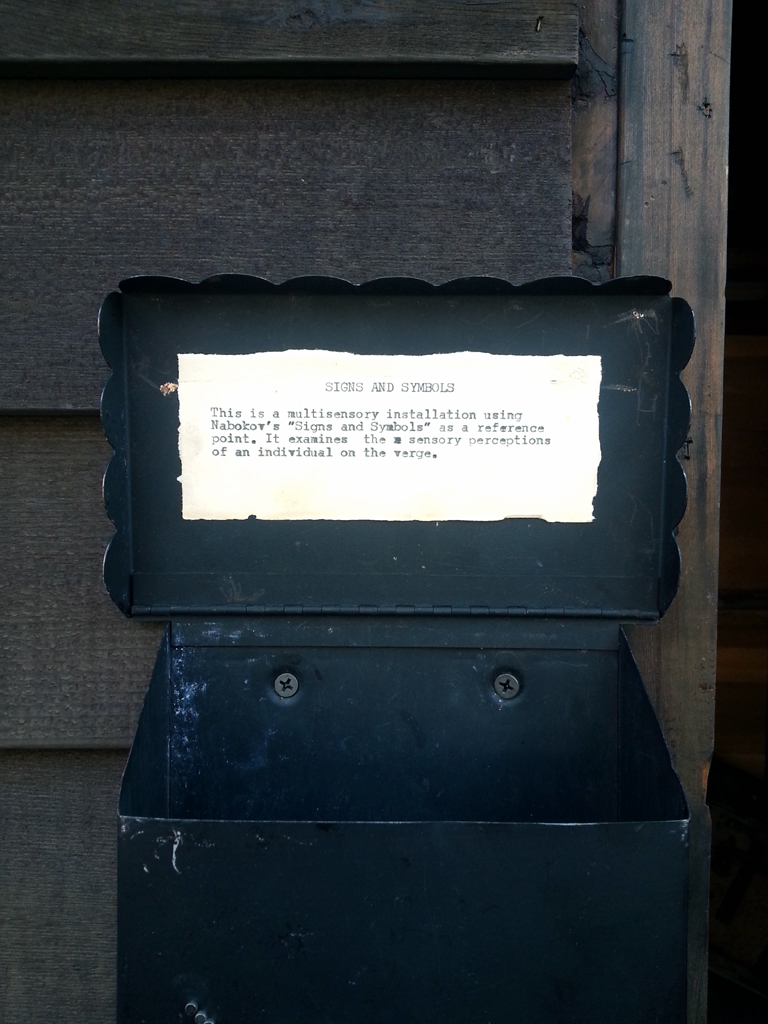 SIGNS AND SYMBOLS
This is a multisensory installation using
Nabokov's "Signs and Symbols" as a reference
point. It examines the sensory perceptions
of an individual on the verge.